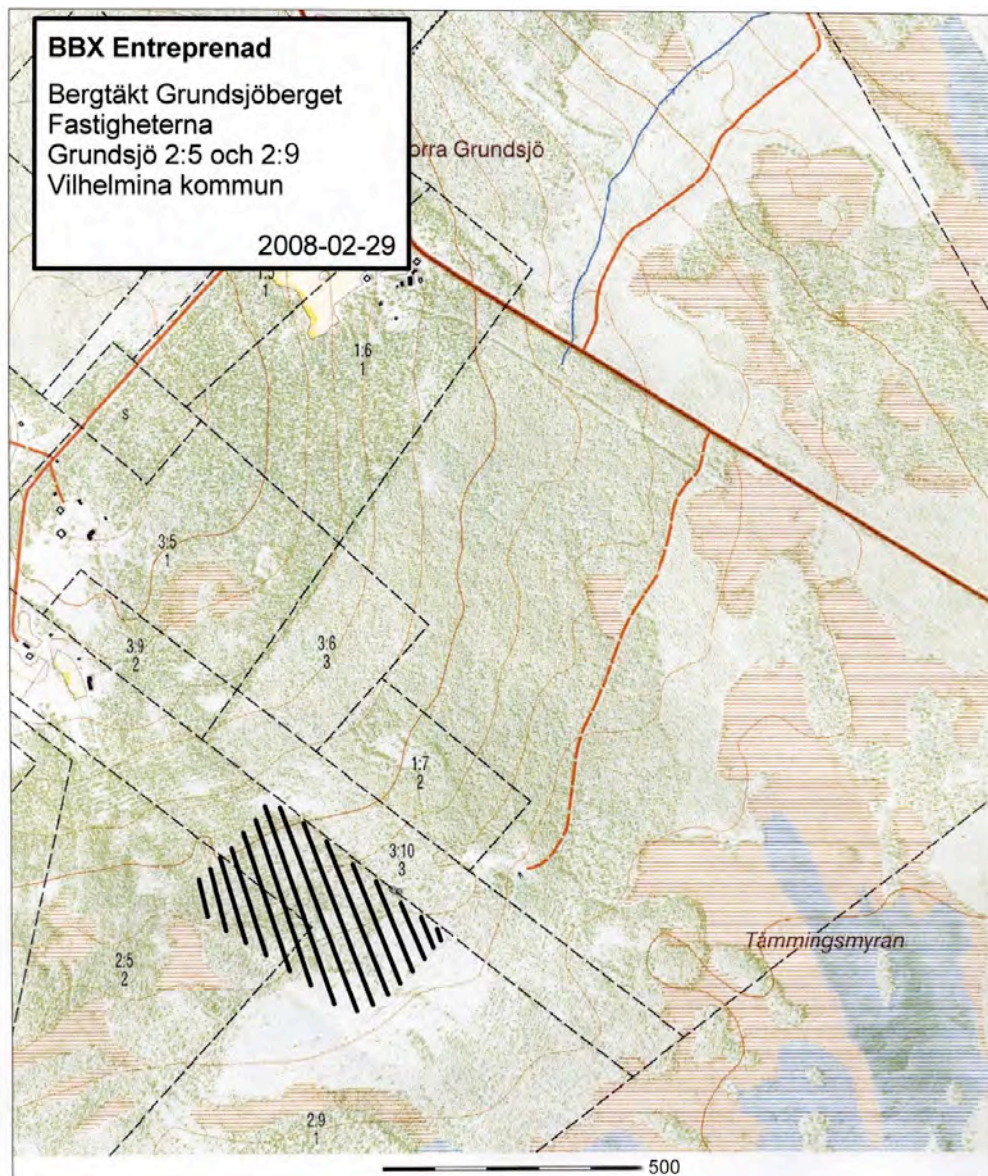 BBX Entreprenad
Bergtäkt Grundsjöberget
Fastigheterna
Grundsjö 2:5 och 2:9
Vilhelmina kommun
2008-02-29
orra Grundsjö
1
1:6
1
S
3:5
1
3:9
2
3:6
3
1:7
2
3:10
3
2:5
2
Tåmmingsmyran
2:9
1
500